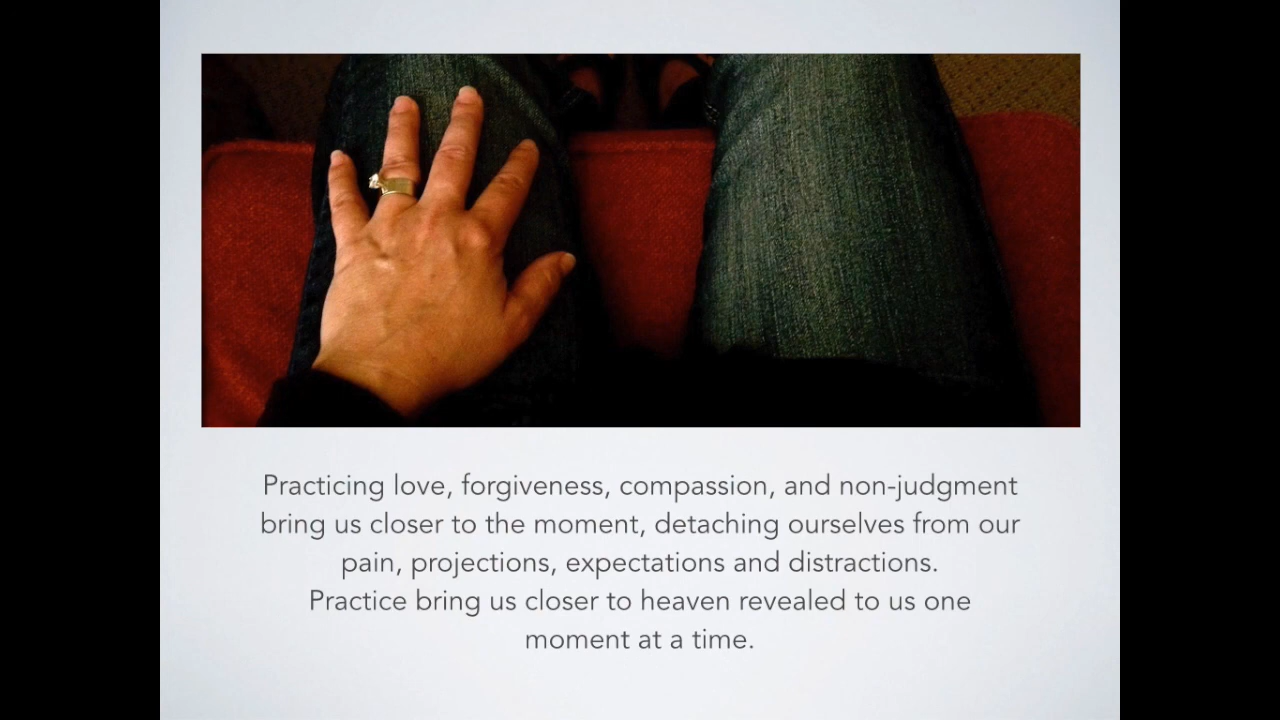 Practicing love, forgiveness, compassion, and non-judgment
bring us closer to the moment, detaching ourselves from our
pain, projections, expectations and distractions.
Practice bring us closer to heaven revealed to us one
moment at a time.